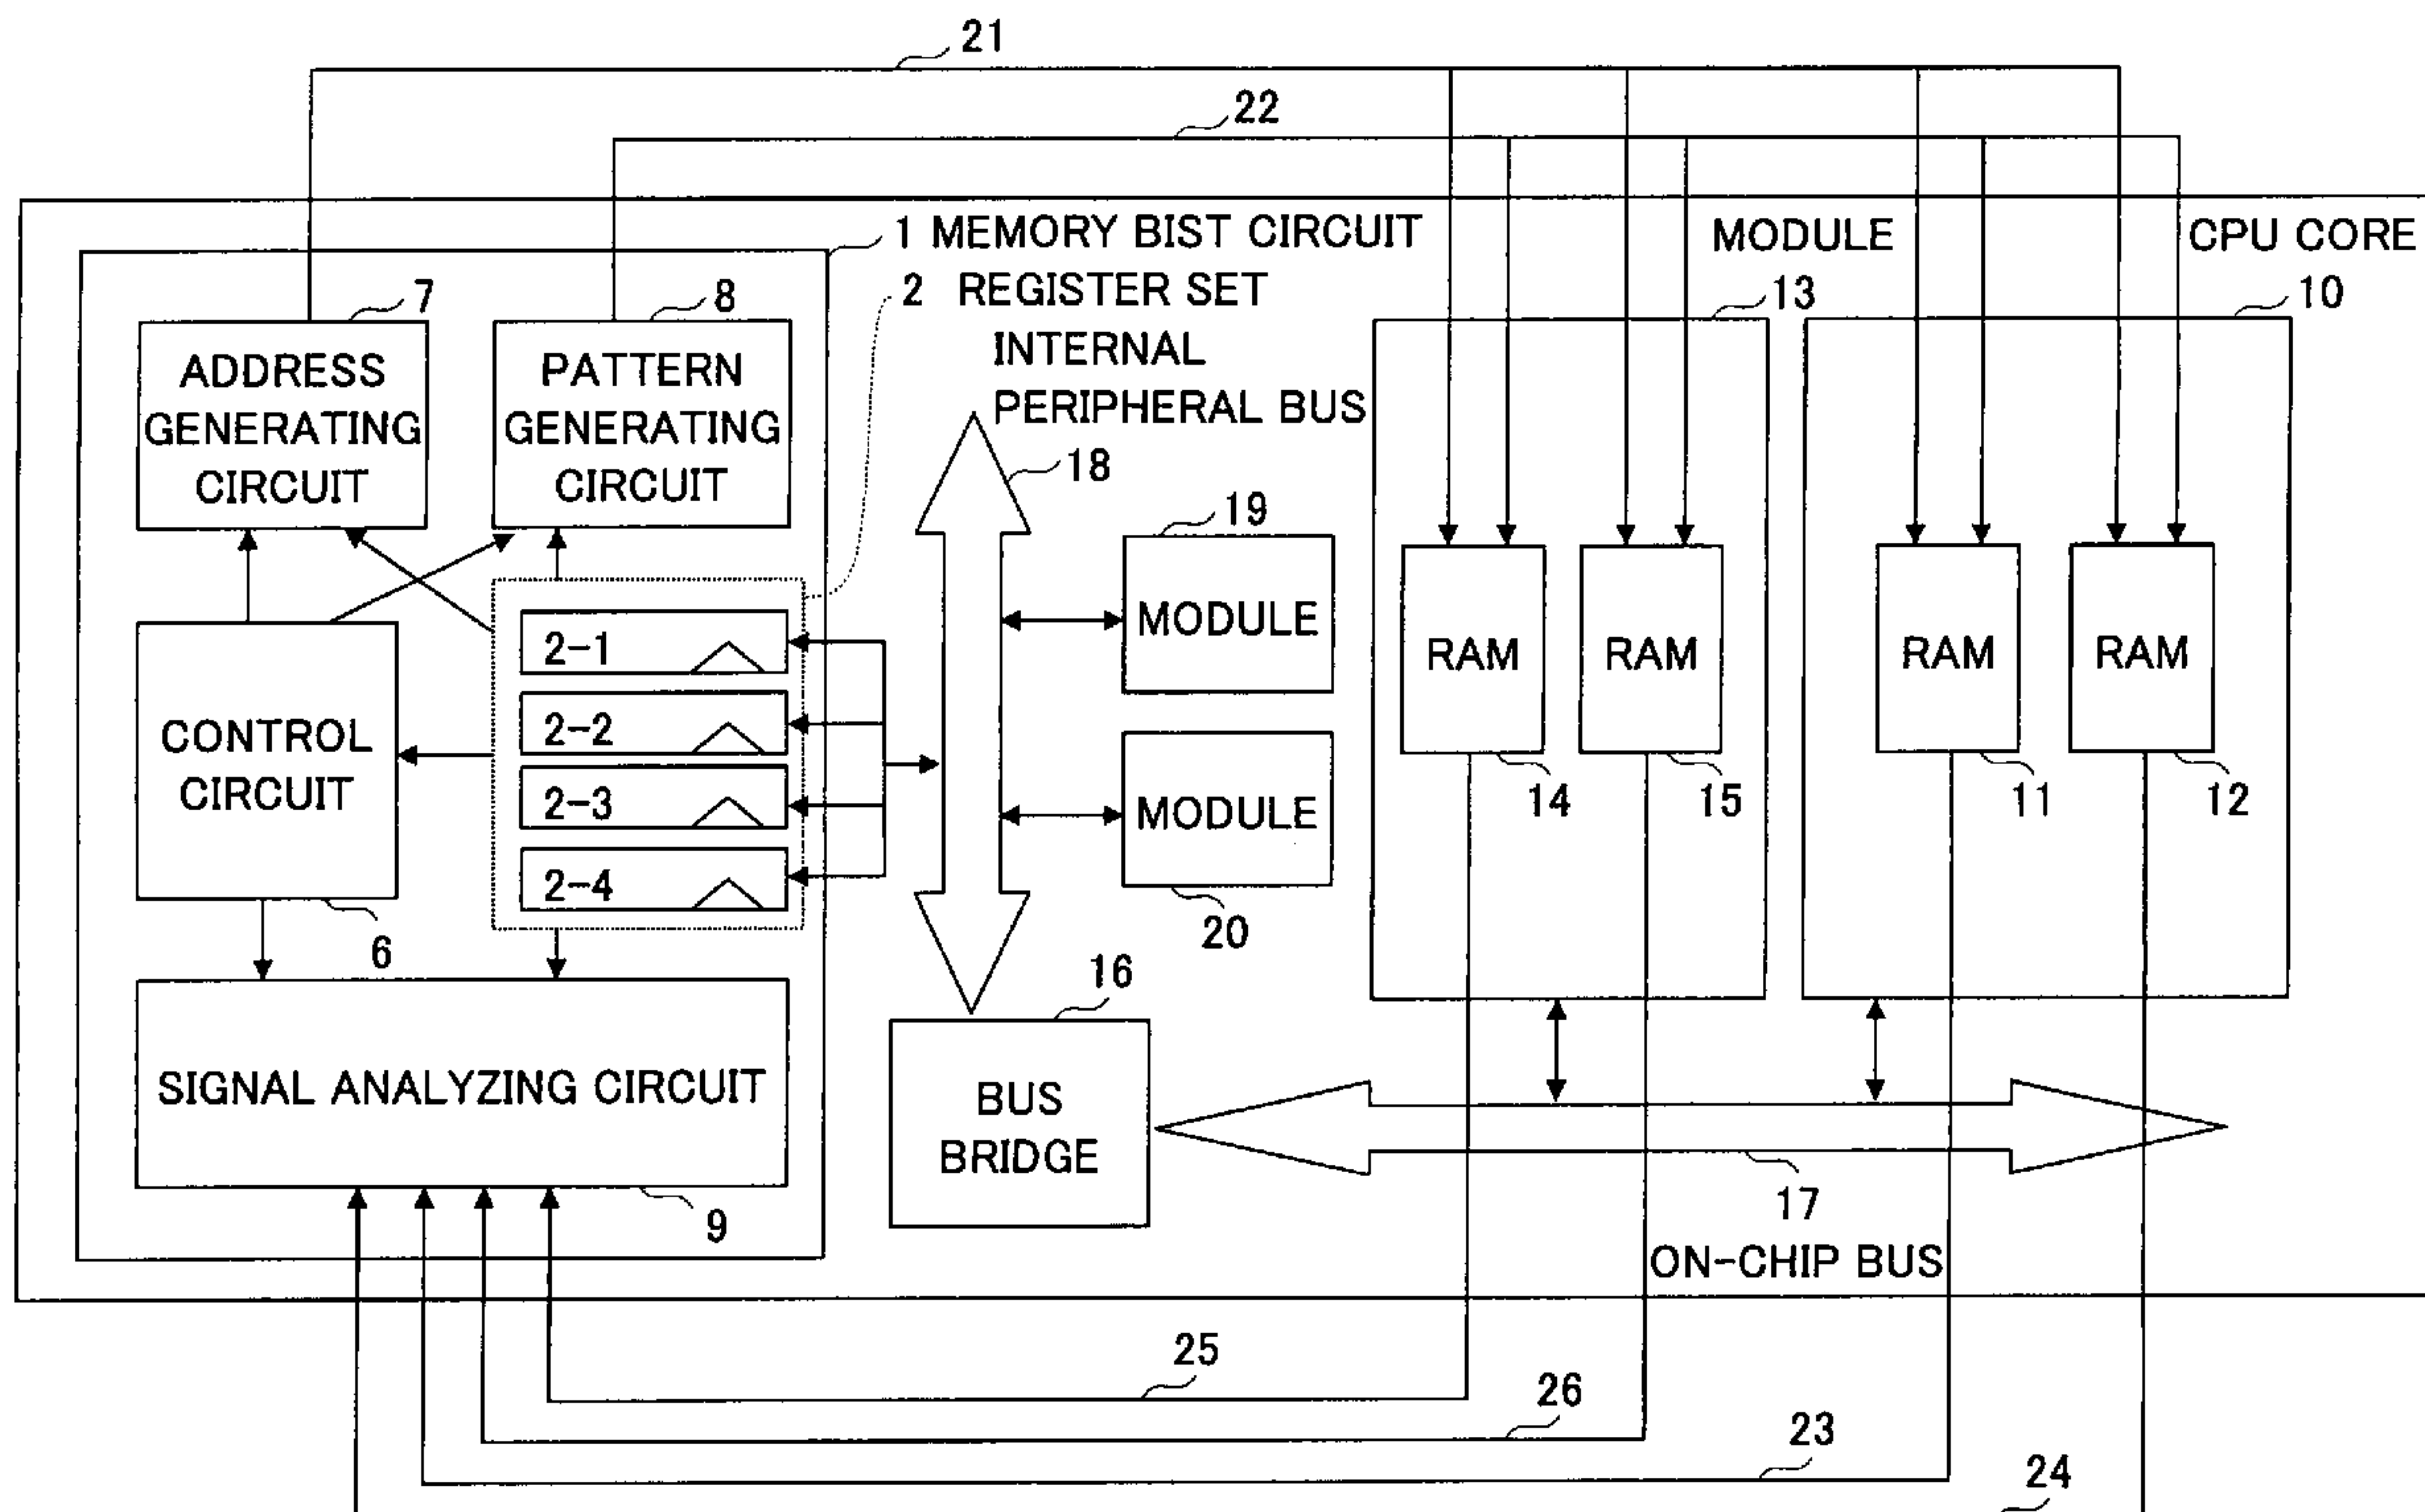 21
22
1 MEMORY BIST CIRCUIT
MODULE
CPU CORE
2 REGISTER SET
7
8
13
10
INTERNAL
PERIPHERAL BUS
18
ADDRESS
GENERATING
CIRCUIT
PATTERN
GENERATING
CIRCUIT
19
MODULE
RAM
RAM
RAM
RAM
2-1
2-2
2-3
2-4
CONTROL
CIRCUIT
MODULE
14
15
11
12
6
20
16
SIGNAL ANALYZING CIRCUIT
BUS
BRIDGE
9
17
ON-CHIP BUS
25
26
23
24